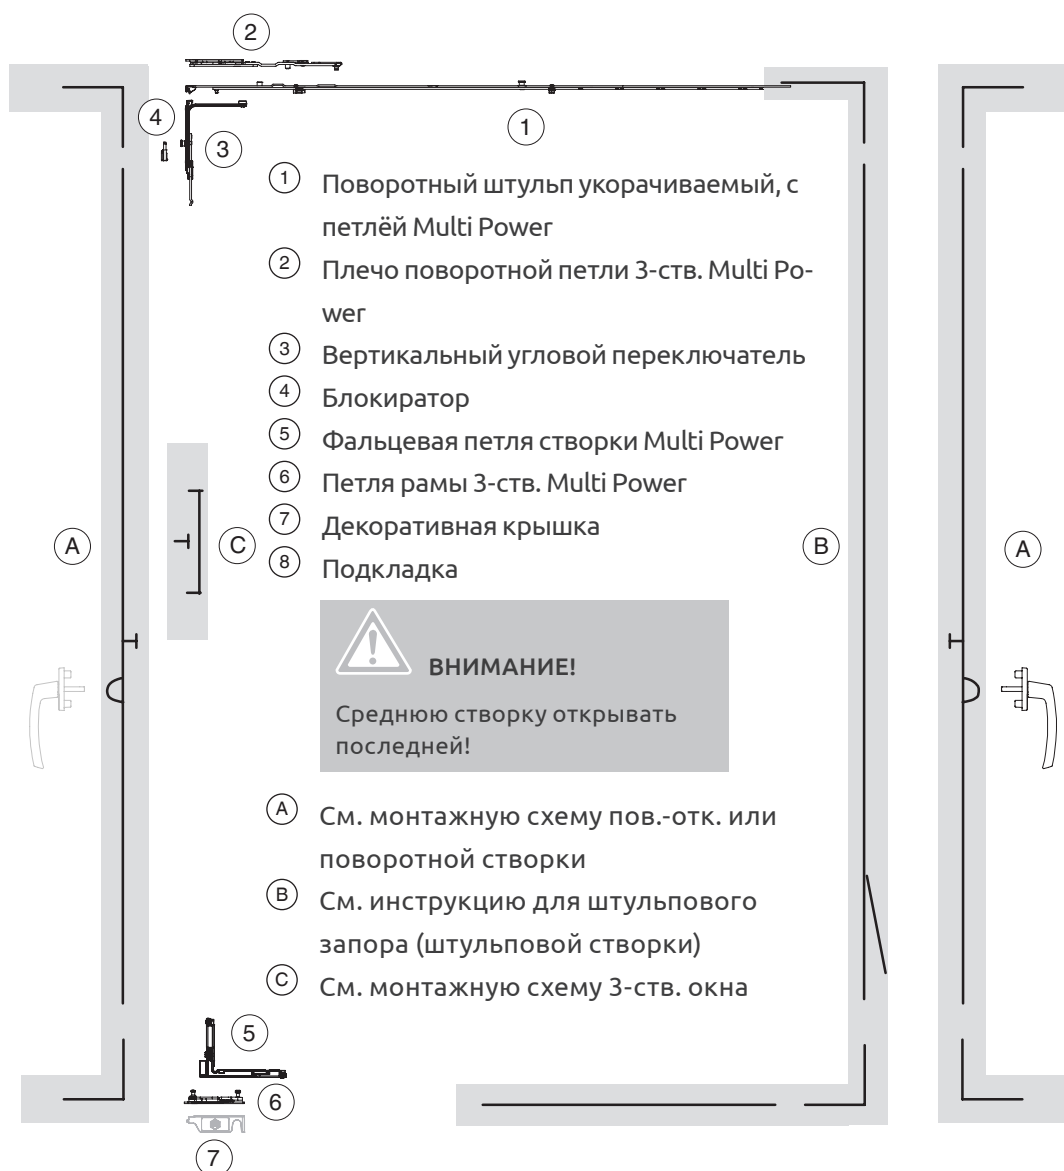 2
4
3
1
1 Поворотный штульп укорачиваемый, с
петлёй Multi Power
2 Плечо поворотной петли 3-ств. Multi Po-
wer
3 Вертикальный угловой переключатель
4 Блокиратор
5 Фальцевая петля створки Multi Power
6 Петля рамы 3-ств. Multi Power
7 Декоративная крышка
8 Подкладка
A
C
B
A
ВНИМАНИЕ!
Среднюю створку открывать
последней!
A См. монтажную схему пов.-отк. или
поворотной створки
B См. инструкцию для штульпового
запора (штульповой створки)
C См. монтажную схему 3-ств. окна
5
6
7